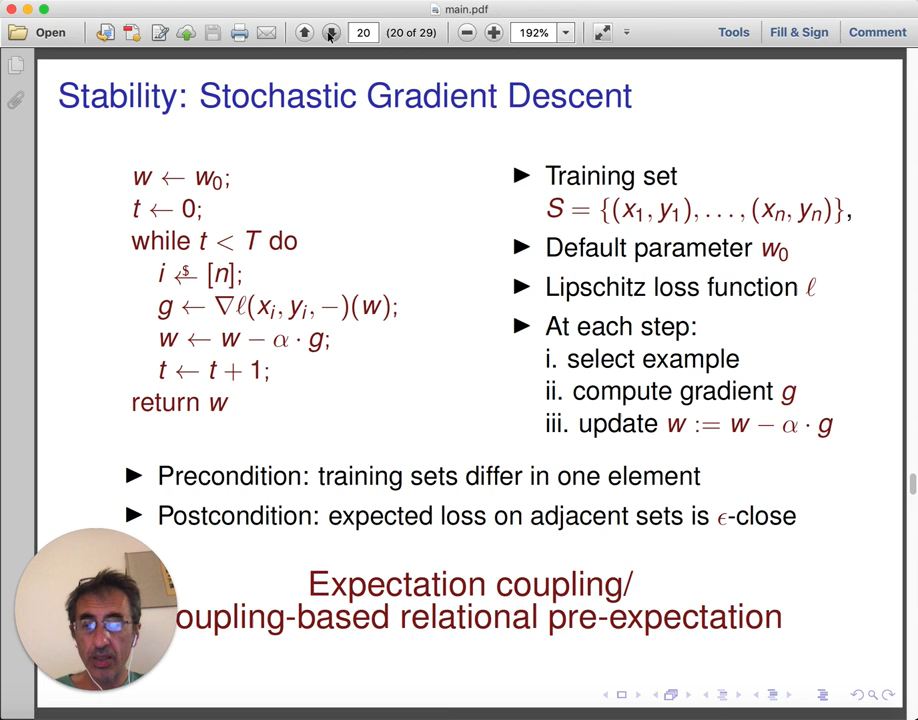 main.pdf
Open
20
(20 of 29)
192%
Tools
Fill & Sign
Comment
Stability: Stochastic Gradient Descent
w ← w₀;
t ← 0;
while t < T do
i ←$ [n];
g ← ∇ℓ(xᵢ, yᵢ, −)(w);
w ← w − α · g;
t ← t + 1;
return w
► Training set
S = {(x₁, y₁), . . . , (xₙ, yₙ)},
► Default parameter w₀
► Lipschitz loss function ℓ
► At each step:
i. select example
ii. compute gradient g
iii. update w := w − α · g
► Precondition: training sets differ in one element
► Postcondition: expected loss on adjacent sets is ϵ-close
Expectation coupling/
oupling-based relational pre-expectation